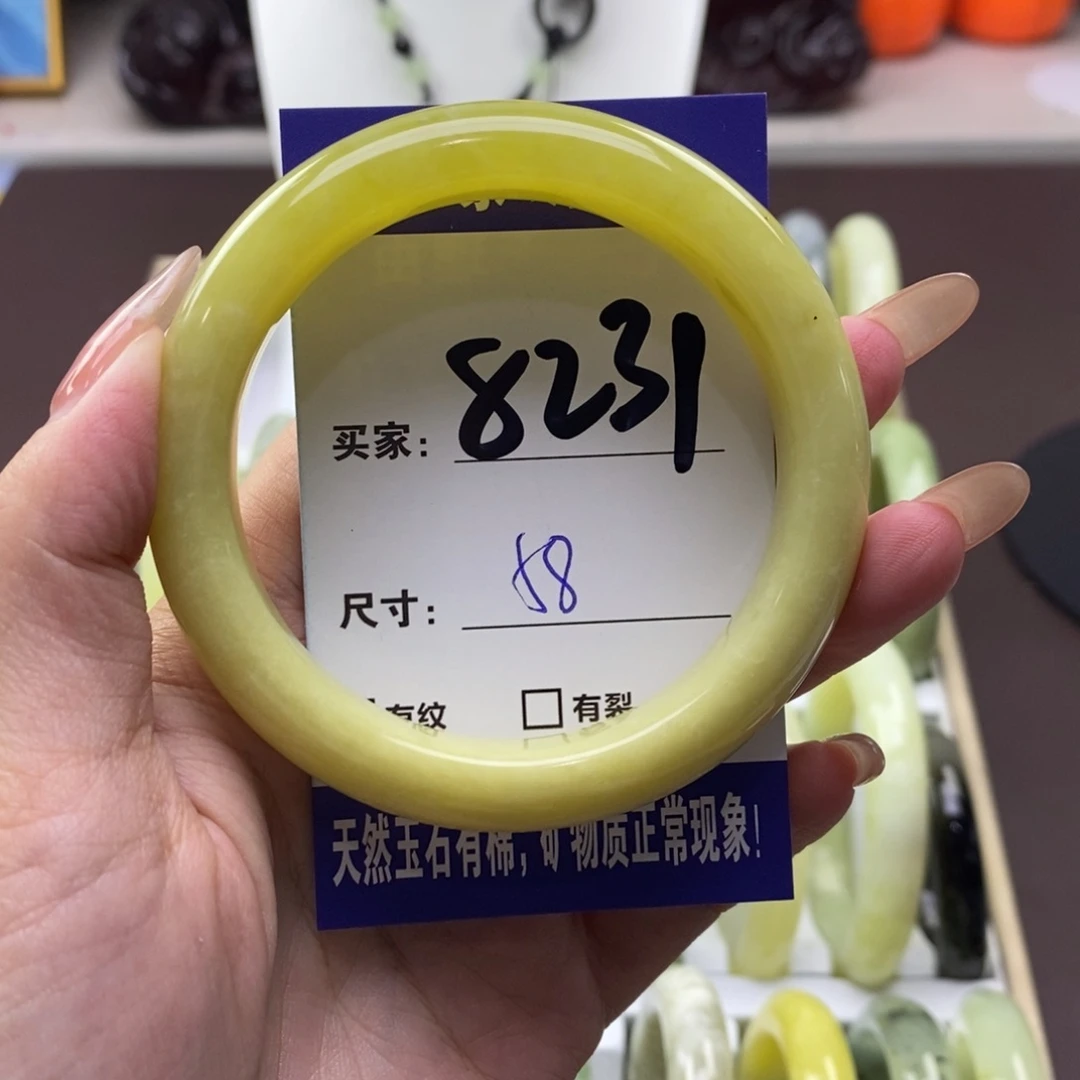 买家: 8231
尺寸: 58
有纹 有裂
天然玉石有棉,矿物质正常现象!